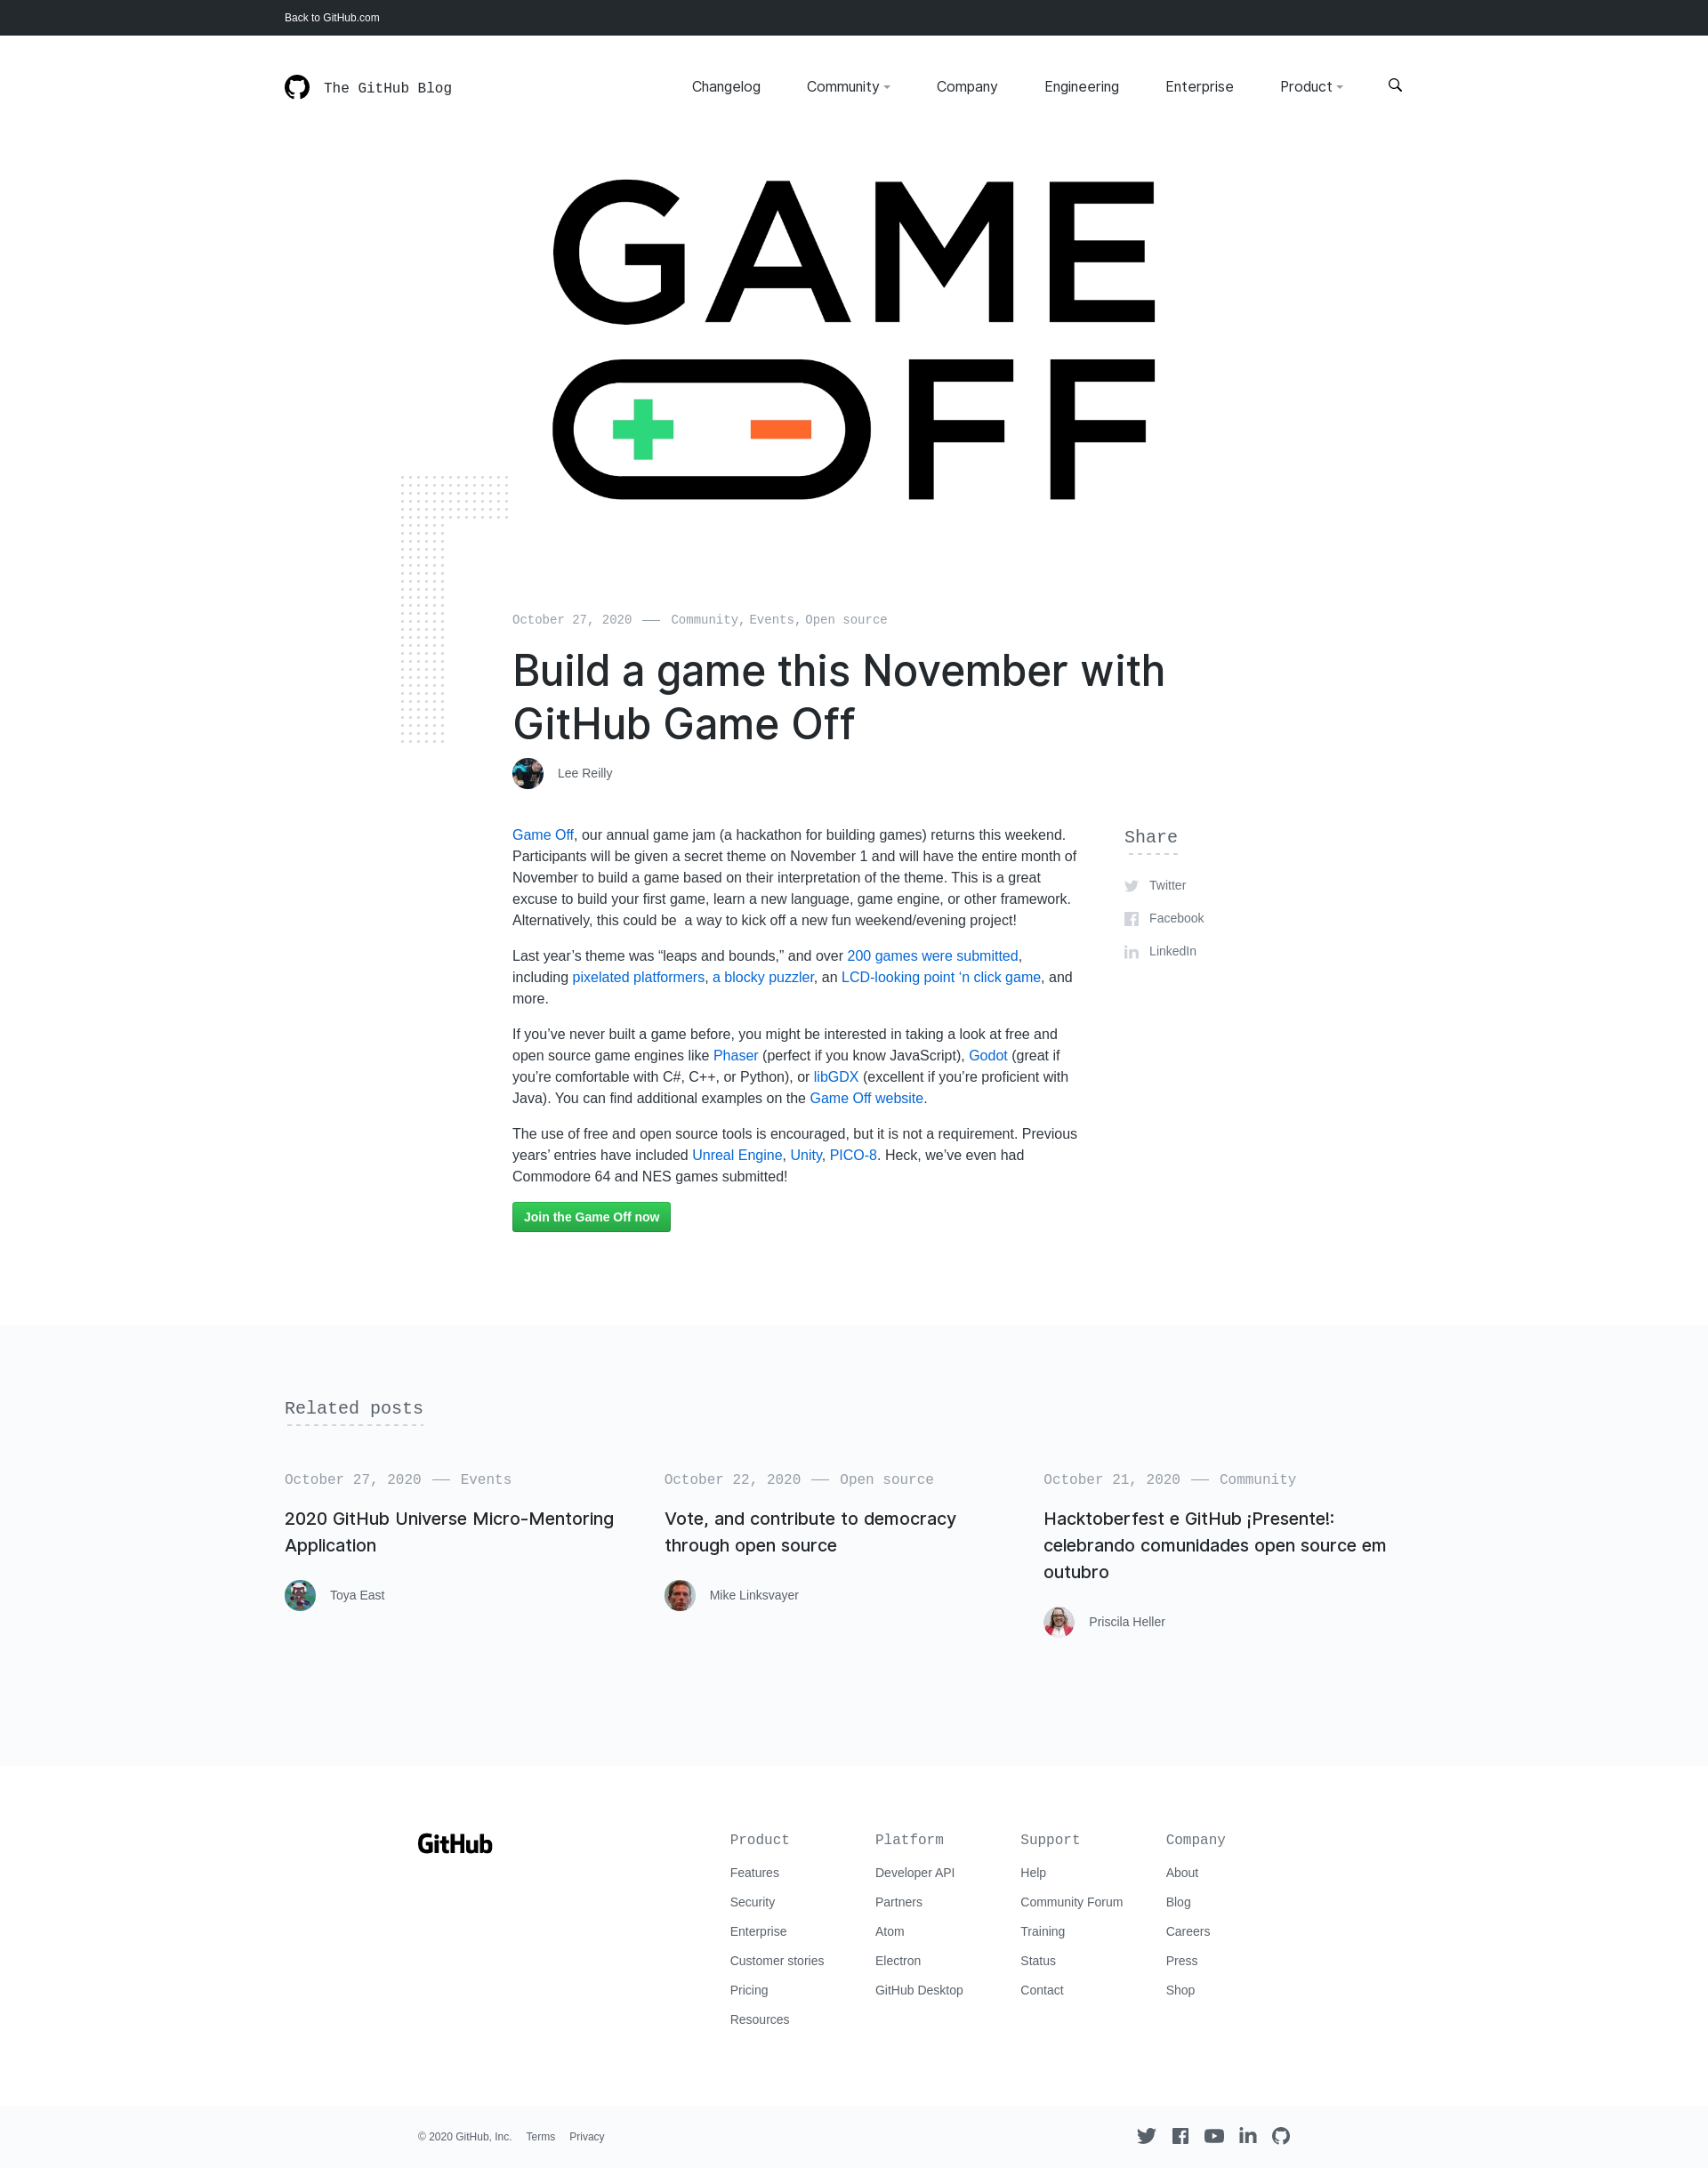 Back to GitHub.com
The GitHub Blog
Changelog Community Company Engineering Enterprise Product
GAME
OFF
October 27, 2020 — Community, Events, Open source
Build a game this November with
GitHub Game Off
Lee Reilly
Game Off, our annual game jam (a hackathon for building games) returns this weekend.
Participants will be given a secret theme on November 1 and will have the entire month of
November to build a game based on their interpretation of the theme. This is a great
excuse to build your first game, learn a new language, game engine, or other framework.
Alternatively, this could be  a way to kick off a new fun weekend/evening project!
Last year’s theme was “leaps and bounds,” and over 200 games were submitted,
including pixelated platformers, a blocky puzzler, an LCD-looking point ‘n click game, and
more.
If you’ve never built a game before, you might be interested in taking a look at free and
open source game engines like Phaser (perfect if you know JavaScript), Godot (great if
you’re comfortable with C#, C++, or Python), or libGDX (excellent if you’re proficient with
Java). You can find additional examples on the Game Off website.
The use of free and open source tools is encouraged, but it is not a requirement. Previous
years’ entries have included Unreal Engine, Unity, PICO-8. Heck, we’ve even had
Commodore 64 and NES games submitted!
Join the Game Off now
Share
Twitter
Facebook
LinkedIn
Related posts
October 27, 2020 — Events
2020 GitHub Universe Micro-Mentoring
Application
Toya East
October 22, 2020 — Open source
Vote, and contribute to democracy
through open source
Mike Linksvayer
October 21, 2020 — Community
Hacktoberfest e GitHub ¡Presente!:
celebrando comunidades open source em
outubro
Priscila Heller
GitHub
Product
Features
Security
Enterprise
Customer stories
Pricing
Resources
Platform
Developer API
Partners
Atom
Electron
GitHub Desktop
Support
Help
Community Forum
Training
Status
Contact
Company
About
Blog
Careers
Press
Shop
© 2020 GitHub, Inc. Terms Privacy